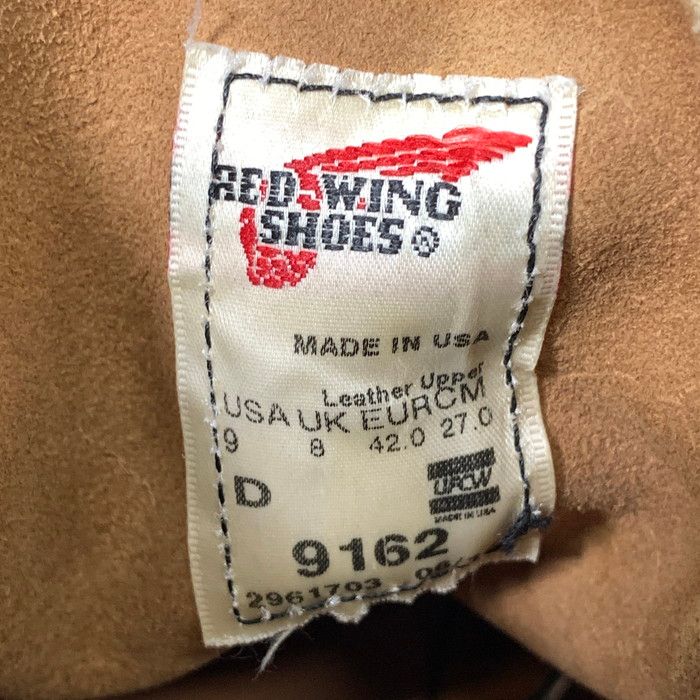 RED WING
SHOES ®
MADE IN USA
Leather Upper
USA UK EUR CM
9 8 42.0 27.0
D
UFCW
MADE IN USA
9162
2961703